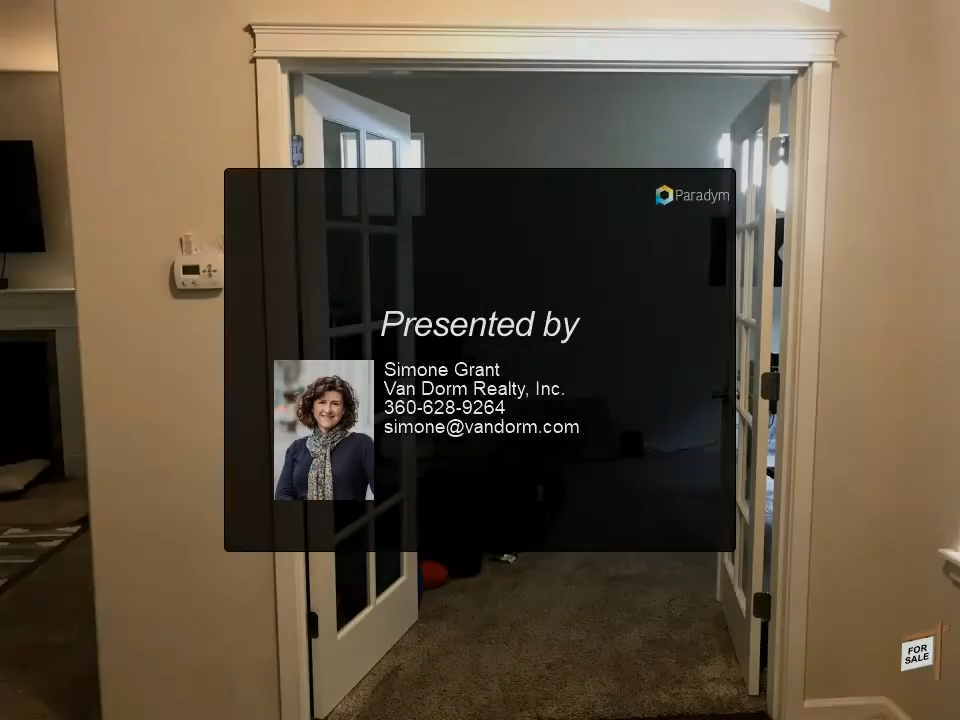 Paradym
Presented by
Simone Grant
Van Dorm Realty, Inc.
360-628-9264
simone@vandorm.com
FOR
SALE